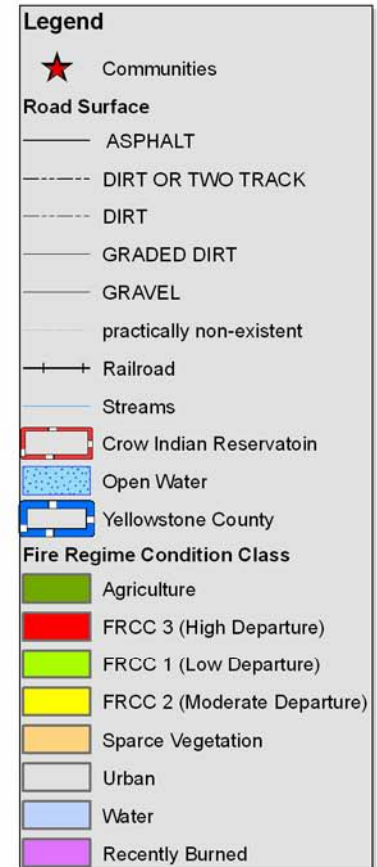 Legend
Communities
Road Surface
ASPHALT
DIRT OR TWO TRACK
DIRT
GRADED DIRT
GRAVEL
practically non-existent
Railroad
Streams
Crow Indian Reservatoin
Open Water
Yellowstone County
Fire Regime Condition Class
Agriculture
FRCC 3 (High Departure)
FRCC 1 (Low Departure)
FRCC 2 (Moderate Departure)
Sparce Vegetation
Urban
Water
Recently Burned